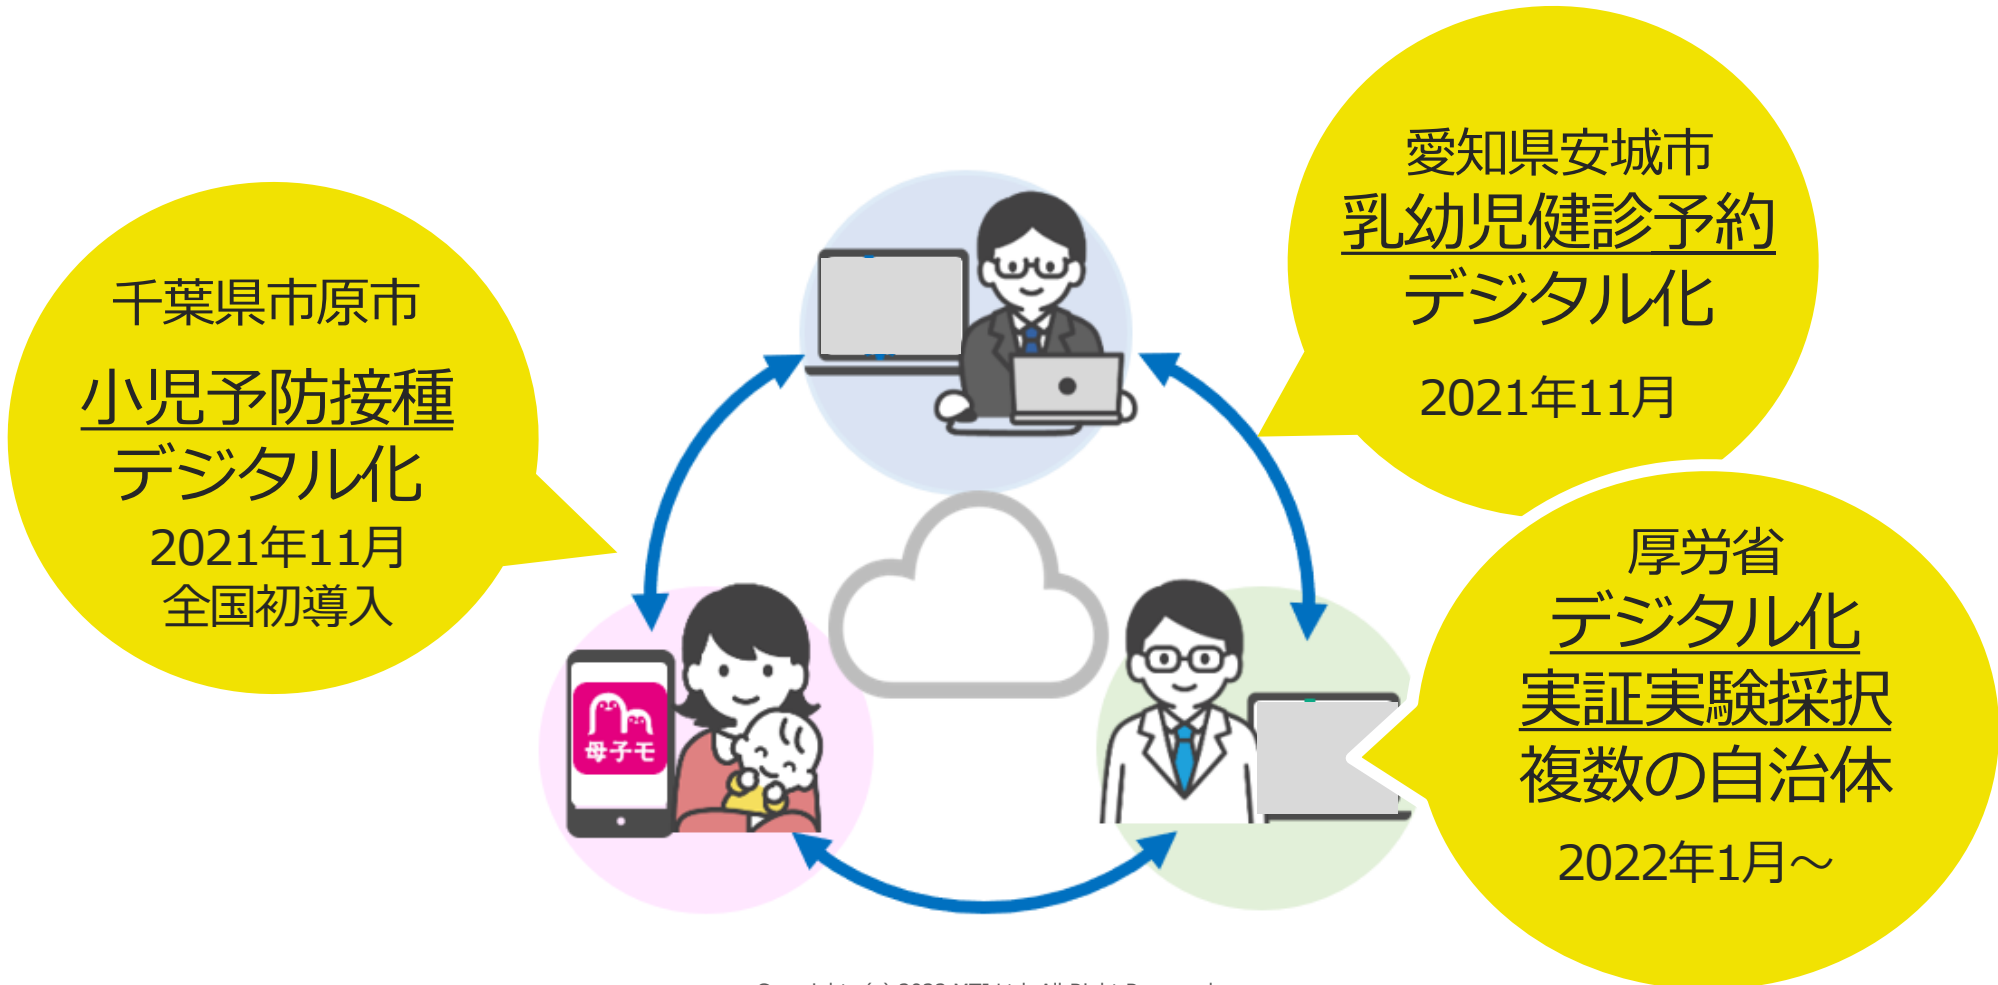 千葉県市原市
小児予防接種
デジタル化
2021年11月
全国初導入
愛知県安城市
乳幼児健診予約
デジタル化
2021年11月
厚労省
デジタル化
実証実験採択
複数の自治体
2022年1月～
母子モ